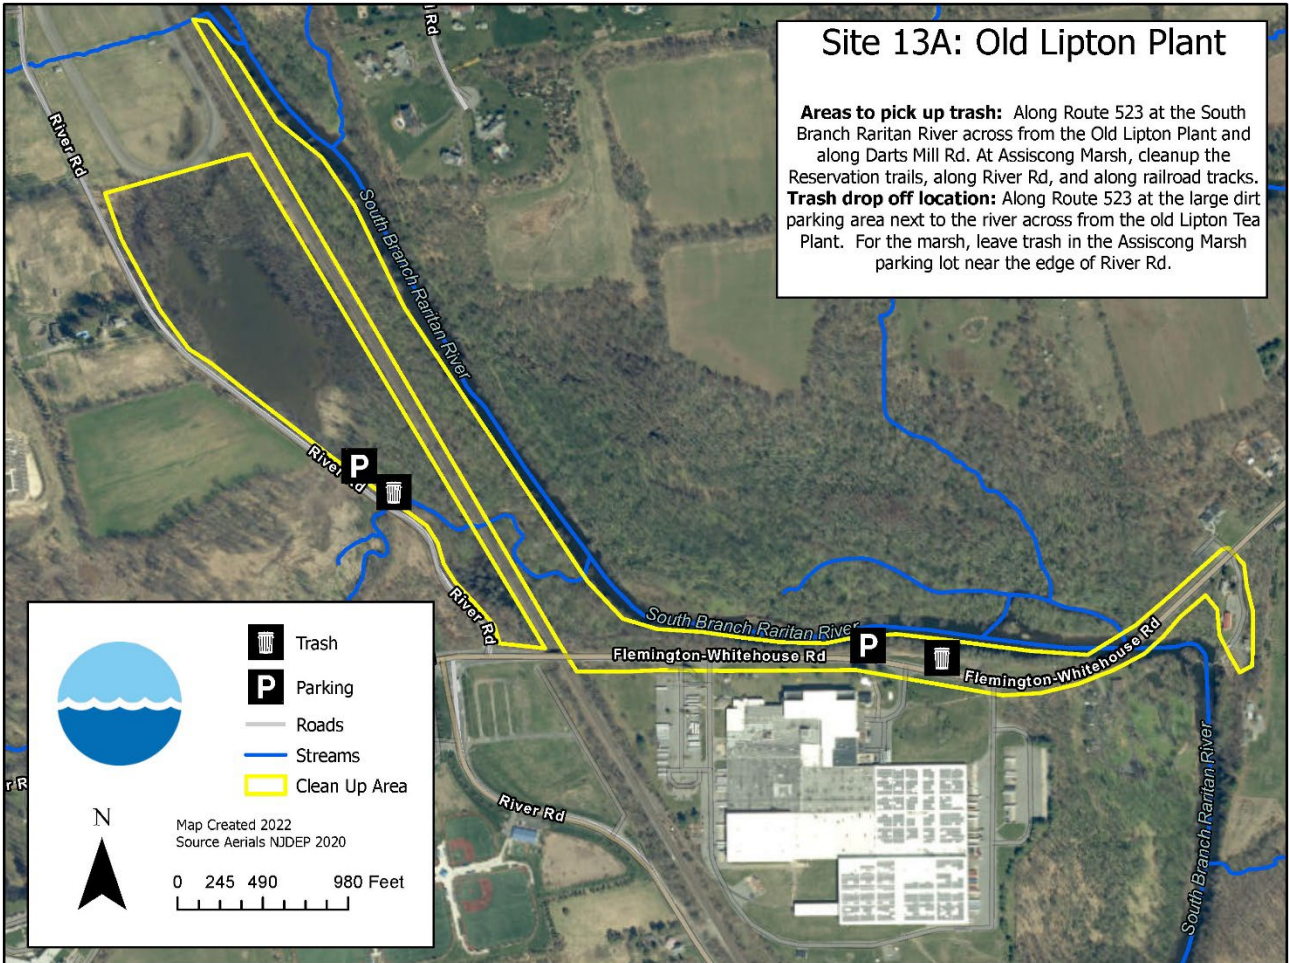 Site 13A: Old Lipton Plant
Areas to pick up trash: Along Route 523 at the South
Branch Raritan River across from the Old Lipton Plant and
along Darts Mill Rd. At Assiscong Marsh, cleanup the
Reservation trails, along River Rd, and along railroad tracks.
Trash drop off location: Along Route 523 at the large dirt
parking area next to the river across from the old Lipton Tea
Plant. For the marsh, leave trash in the Assiscong Marsh
parking lot near the edge of River Rd.
l Rd
River Rd
South Branch Raritan River
River Rd
P
River Rd
South Branch Raritan River
P
Flemington-Whitehouse Rd
Flemington-Whitehouse Rd
South Branch Raritan River
South Branch Raritan River
River Rd
er R
Trash
P Parking
Roads
Streams
Clean Up Area
N
Map Created 2022
Source Aerials NJDEP 2020
0 245 490 980 Feet